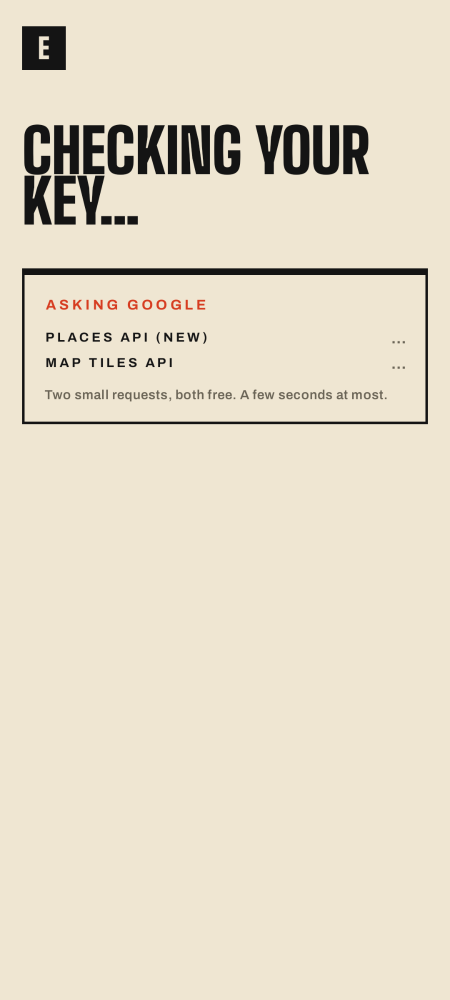 E
CHECKING YOUR
KEY...
ASKING GOOGLE
PLACES API (NEW) ...
MAP TILES API ...
Two small requests, both free. A few seconds at most.